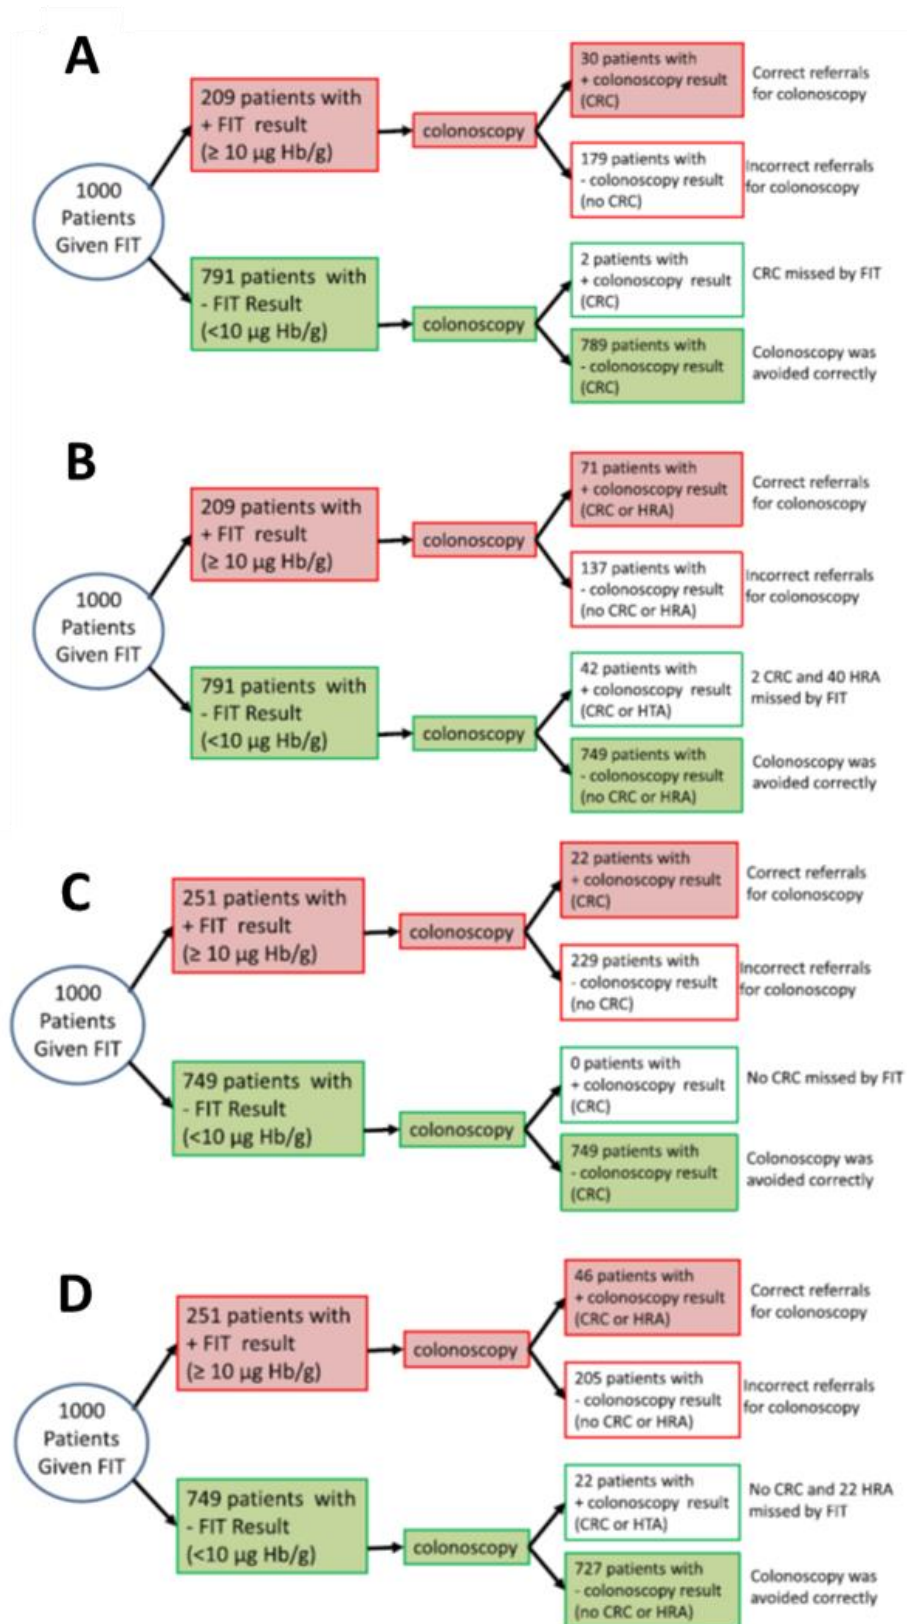 A
1000
Patients
Given FIT
209 patients with
+ FIT result
(≥ 10 µg Hb/g)
colonoscopy
30 patients with
+ colonoscopy result
(CRC)
Correct referrals
for colonoscopy
179 patients with
- colonoscopy result
(no CRC)
Incorrect referrals
for colonoscopy
791 patients with
- FIT Result
(<10 µg Hb/g)
colonoscopy
2 patients with
+ colonoscopy result
(CRC)
CRC missed by FIT
789 patients with
- colonoscopy result
(CRC)
Colonoscopy was
avoided correctly
B
1000
Patients
Given FIT
209 patients with
+ FIT result
(≥ 10 µg Hb/g)
colonoscopy
71 patients with
+ colonoscopy result
(CRC or HRA)
Correct referrals
for colonoscopy
137 patients with
- colonoscopy result
(no CRC or HRA)
Incorrect referrals
for colonoscopy
791 patients with
- FIT Result
(<10 µg Hb/g)
colonoscopy
42 patients with
+ colonoscopy result
(CRC or HTA)
2 CRC and 40 HRA
missed by FIT
749 patients with
- colonoscopy result
(no CRC or HRA)
Colonoscopy was
avoided correctly
C
1000
Patients
Given FIT
251 patients with
+ FIT result
(≥ 10 µg Hb/g)
colonoscopy
22 patients with
+ colonoscopy result
(CRC)
Correct referrals
for colonoscopy
229 patients with
- colonoscopy result
(no CRC)
Incorrect referrals
for colonoscopy
749 patients with
- FIT Result
(<10 µg Hb/g)
colonoscopy
0 patients with
+ colonoscopy result
(CRC)
No CRC missed by FIT
749 patients with
- colonoscopy result
(CRC)
Colonoscopy was
avoided correctly
D
1000
Patients
Given FIT
251 patients with
+ FIT result
(≥ 10 µg Hb/g)
colonoscopy
46 patients with
+ colonoscopy result
(CRC or HRA)
Correct referrals
for colonoscopy
205 patients with
- colonoscopy result
(no CRC or HRA)
Incorrect referrals
for colonoscopy
749 patients with
- FIT Result
(<10 µg Hb/g)
colonoscopy
22 patients with
+ colonoscopy result
(CRC or HTA)
No CRC and 22 HRA
missed by FIT
727 patients with
- colonoscopy result
(no CRC or HRA)
Colonoscopy was
avoided correctly